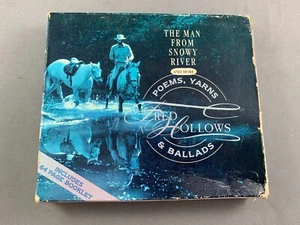 THE MAN
FROM
SNOWY
RIVER
AND MORE
POEMS, YARNS
FRED
HOLLOWS
& BALLADS
INCLUDES
64 PAGE BOOKLET